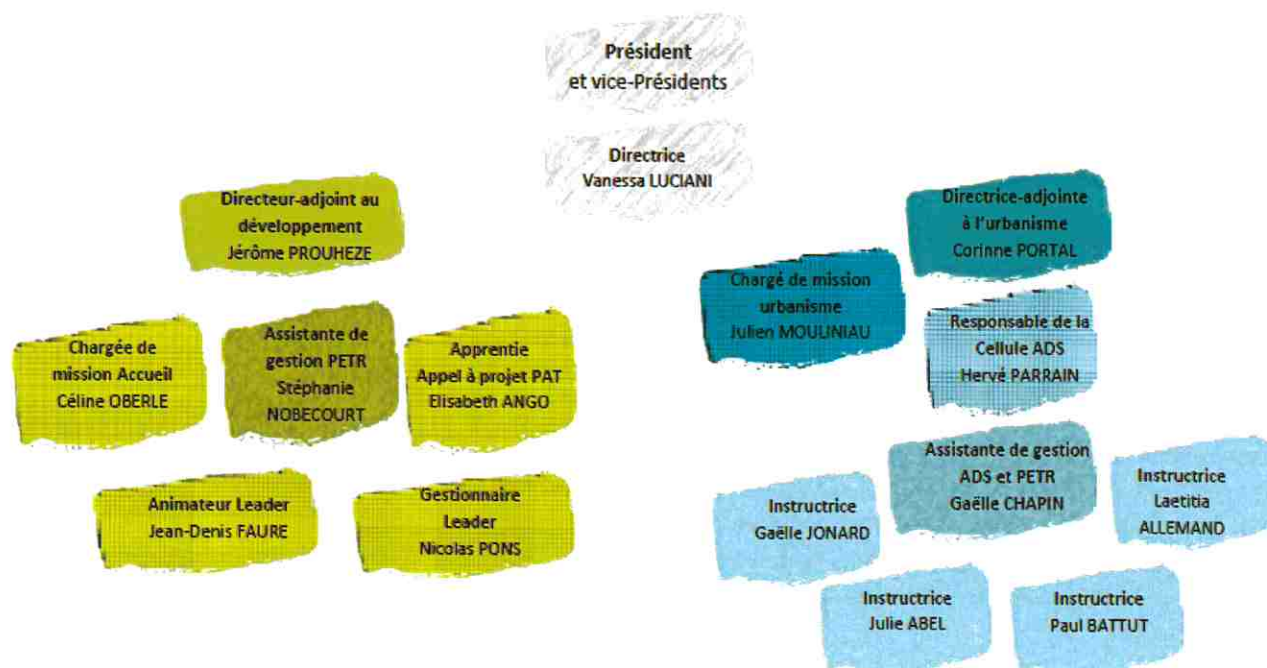 Président
et vice-Présidents
Directrice
Vanessa LUCIANI
Directeur-adjoint au
développement
Jérôme PROUHEZE
Chargée de
mission Accueil
Céline OBERLE
Assistante de
gestion PETR
Stéphanie
NOBECOURT
Apprentie
Appel à projet PAT
Elisabeth ANGO
Animateur Leader
Jean-Denis FAURE
Gestionnaire
Leader
Nicolas PONS
Directrice-adjointe
à l'urbanisme
Corinne PORTAL
Chargé de mission
urbanisme
Julien MOULINIAU
Responsable de la
Cellule ADS
Hervé PARRAIN
Assistante de gestion
ADS et PETR
Gaëlle CHAPIN
Instructrice
Gaëlle JONARD
Instructrice
Laetitia
ALLEMAND
Instructrice
Julie ABEL
Instructrice
Paul BATTUT